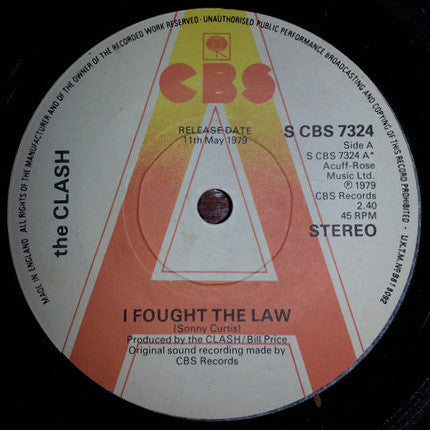 ALL RIGHTS OF THE MANUFACTURER AND OF THE OWNER OF THE RECORDED WORK RESERVED · UNAUTHORISED PUBLIC PERFORMANCE BROADCASTING AND COPYING OF THIS RECORD PROHIBITED · U.K.T.M. Nº B818092
MADE IN ENGLAND
CBS
RELEASE DATE
11th May 1979
the CLASH
S CBS 7324
Side A
S CBS 7324 A*
Acuff-Rose
Music Ltd.
℗ 1979
CBS Records
2.40
45 RPM
STEREO
A
I FOUGHT THE LAW
(Sonny Curtis)
Produced by the CLASH/Bill Price
Original sound recording made by
CBS Records